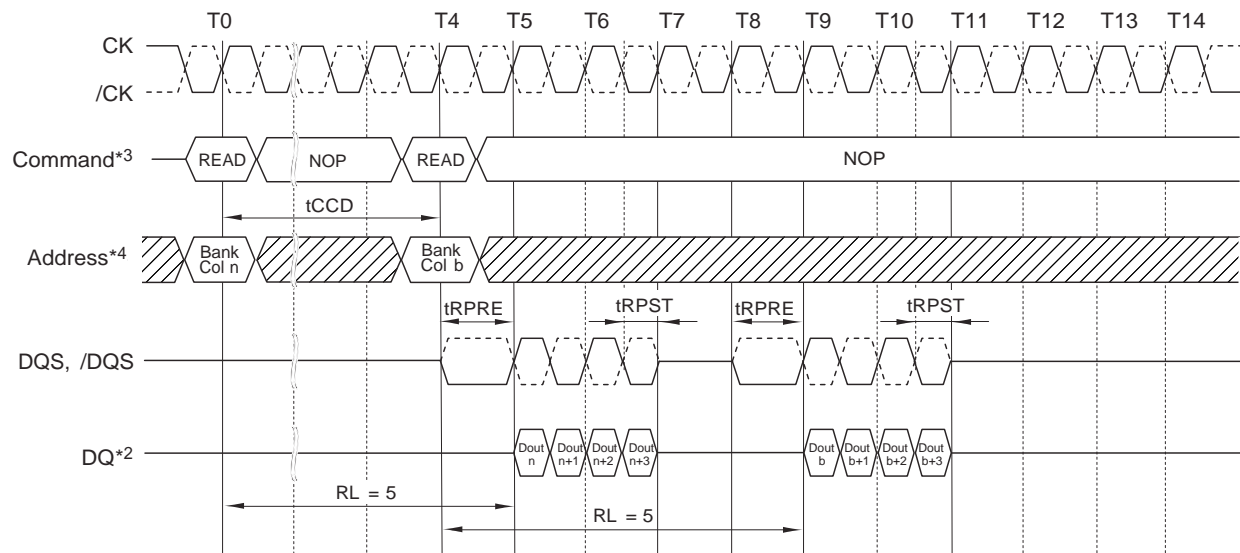 T0 T4 T5 T6 T7 T8 T9 T10 T11 T12 T13 T14
CK
/CK
Command*3 READ NOP READ NOP
tCCD
Address*4 Bank Col n Bank Col b
tRPRE tRPST tRPRE tRPST
DQS, /DQS
DQ*2 Dout n Dout n+1 Dout n+2 Dout n+3 Dout b Dout b+1 Dout b+2 Dout b+3
RL = 5
RL = 5